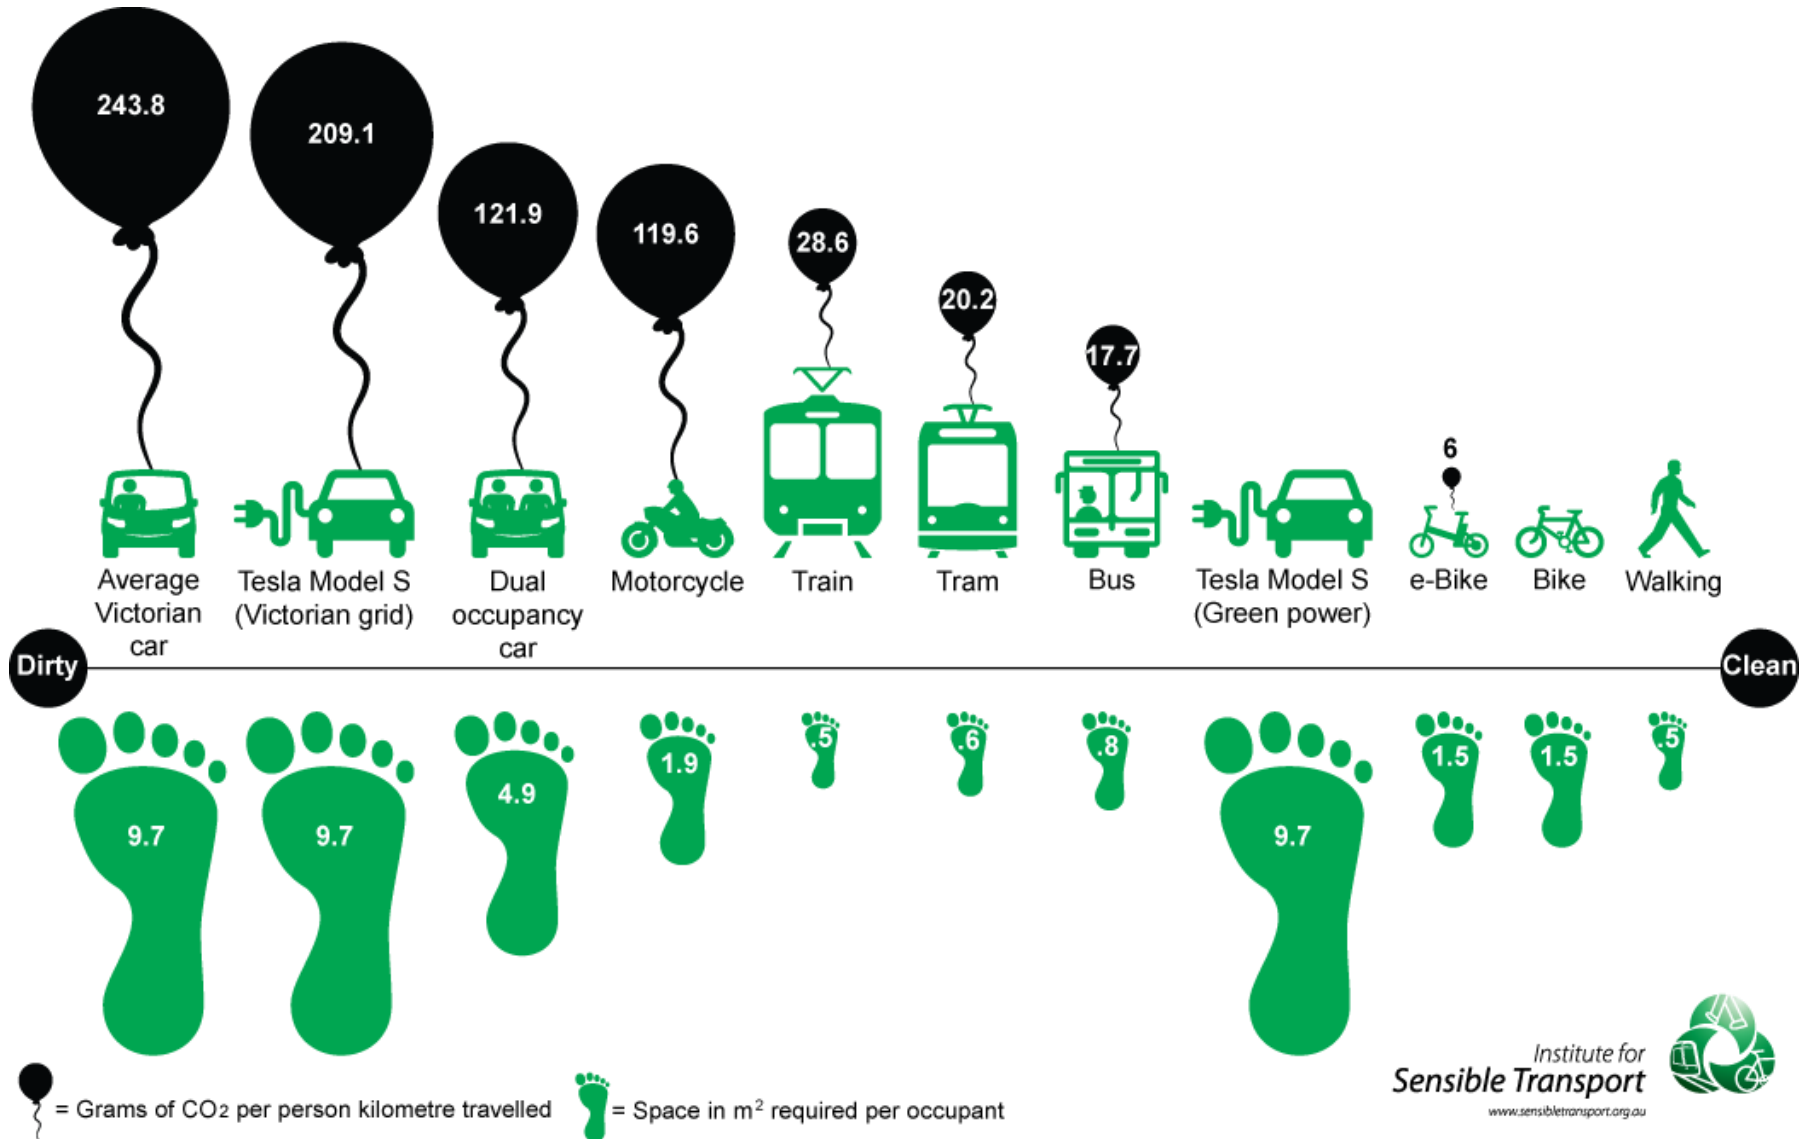 243.8
209.1
121.9
119.6
28.6
20.2
17.7
6
Average
Victorian
car
Tesla Model S
(Victorian grid)
Dual
occupancy
car
Motorcycle
Train
Tram
Bus
Tesla Model S
(Green power)
e-Bike
Bike
Walking
Dirty
Clean
9.7
9.7
4.9
1.9
.5
.6
.8
9.7
1.5
1.5
.5
= Grams of CO2 per person kilometre travelled
= Space in m² required per occupant
Institute for
Sensible Transport
www.sensibletransport.org.au